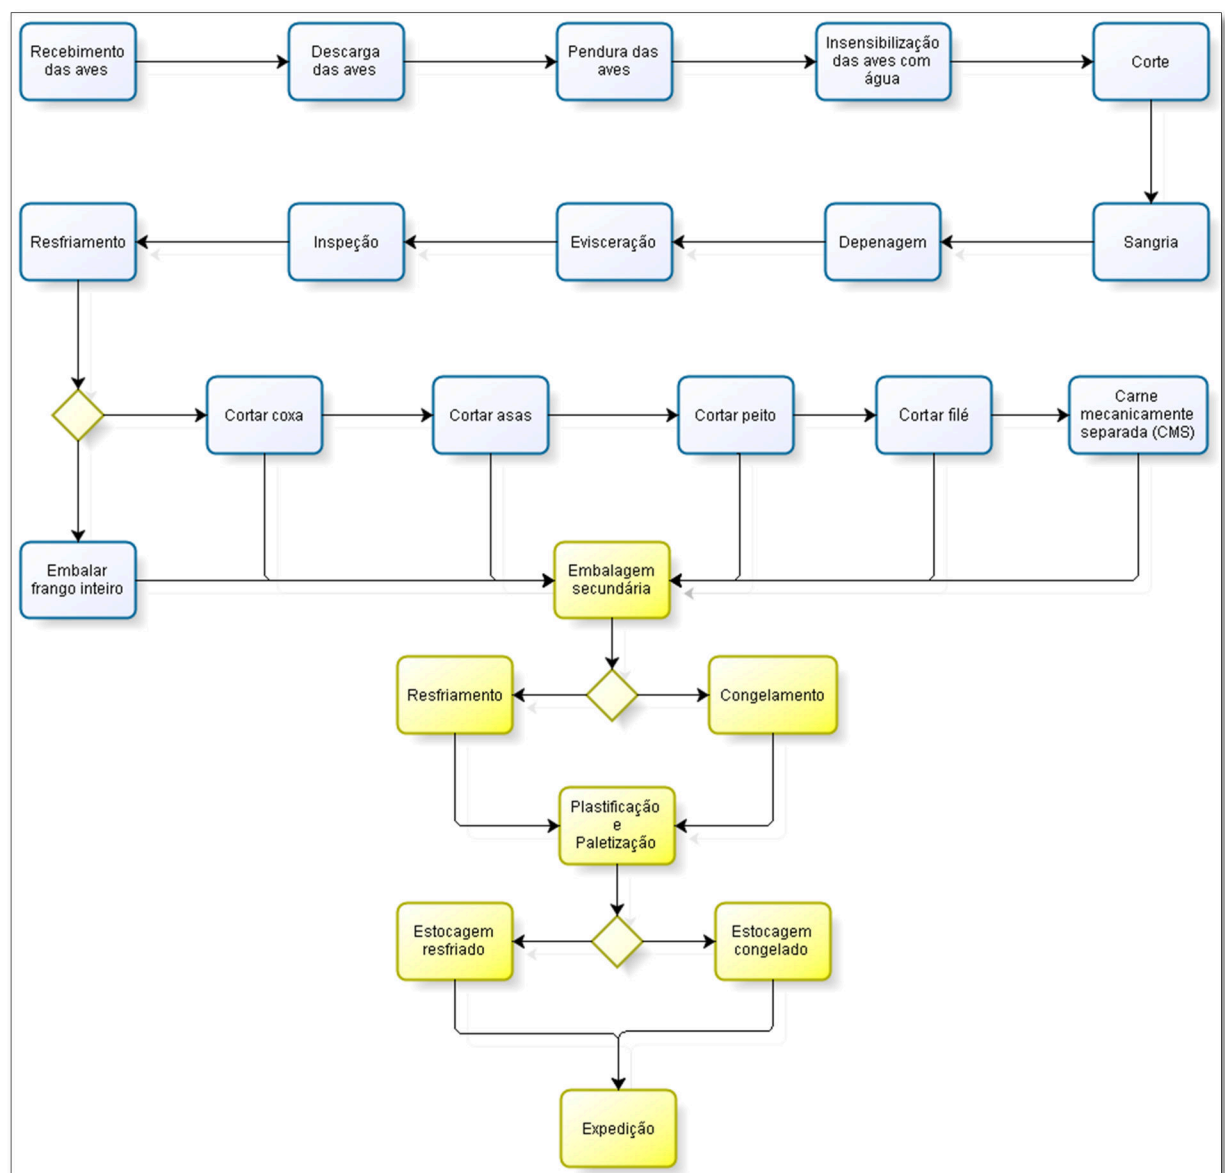 Recebimento
das aves
Descarga
das aves
Pendura das
aves
Insensibilização
das aves com
água
Corte
Resfriamento
Inspeção
Evisceração
Depenagem
Sangria
Cortar coxa
Cortar asas
Cortar peito
Cortar filé
Carne
mecanicamente
separada (CMS)
Embalar
frango inteiro
Embalagem
secundária
Resfriamento
Congelamento
Plastificação
e
Paletização
Estocagem
resfriado
Estocagem
congelado
Expedição